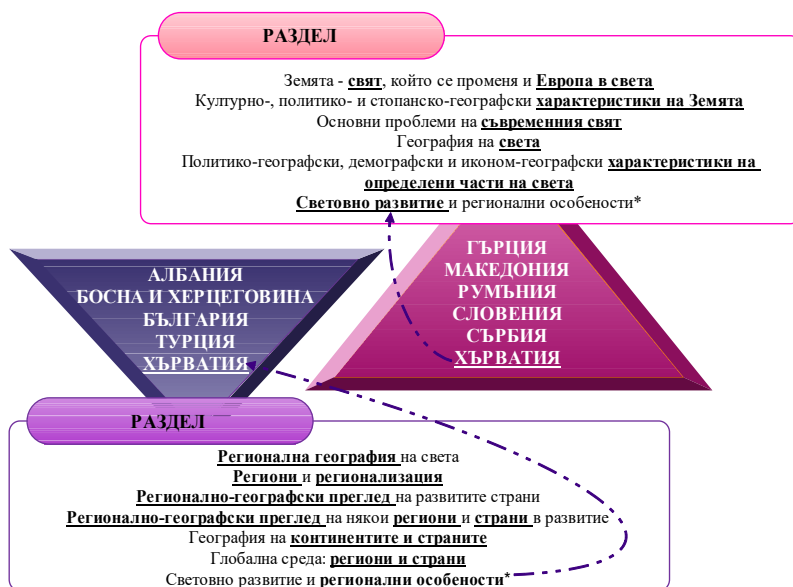 РАЗДЕЛ
Земята - свят, който се променя и Европа в света
Културно-, политико- и стопанско-географски характеристики на Земята
Основни проблеми на съвременния свят
География на света
Политико-географски, демографски и иконом-географски характеристики на
определени части на света
Световно развитие и регионални особености*
ГЪРЦИЯ
МАКЕДОНИЯ
РУМЪНИЯ
СЛОВЕНИЯ
СЪРБИЯ
ХЪРВАТИЯ
АЛБАНИЯ
БОСНА И ХЕРЦЕГОВИНА
БЪЛГАРИЯ
ТУРЦИЯ
ХЪРВАТИЯ
РАЗДЕЛ
Регионална география на света
Региони и регионализация
Регионално-географски преглед на развитите страни
Регионално-географски преглед на някои региони и страни в развитие
География на континентите и страните
Глобална среда: региони и страни
Световно развитие и регионални особености*